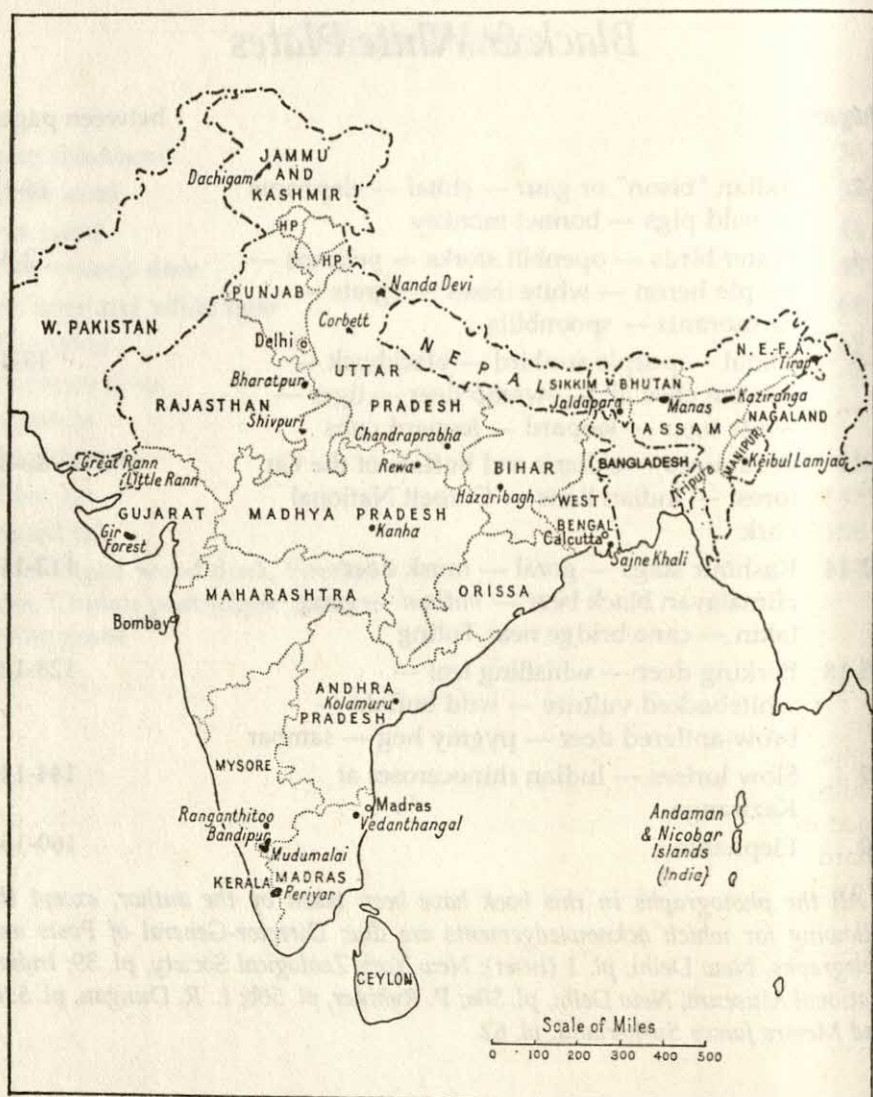 JAMMU
AND
KASHMIR
Dachigam
HP
HP
PUNJAB
Nanda Devi
W. PAKISTAN
Corbett
Delhi
NEPAL
N.E.F.A.
Tirap
UTTAR
SIKKIM
BHUTAN
Bharatpur
Jaldapara
Manas
Kaziranga
RAJASTHAN
PRADESH
ASSAM
NAGALAND
Shivpuri
Chandraprabha
MANIPUR
Great Rann
Rewa
BIHAR
BANGLADESH
Keibul Lamjao
Little Rann
Hazaribagh
Tripura
GUJARAT
MADHYA PRADESH
WEST
BENGAL
Gir
Forest
Kanha
Calcutta
Sajne Khali
MAHARASHTRA
ORISSA
Bombay
ANDHRA
Kolamuru
PRADESH
MYSORE
Ranganthitoo
Madras
Bandipur
Vedanthangal
Mudumalai
Andaman
& Nicobar
Islands
(India)
KERALA
MADRAS
Periyar
CEYLON
Scale of Miles
0 100 200 300 400 500